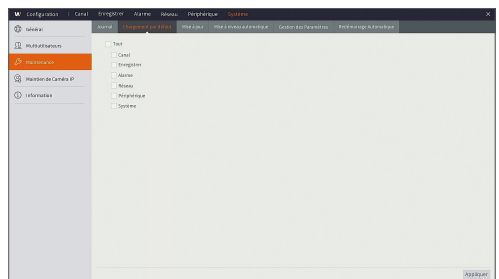 W Configuration Canal Enregistrer Alarme Réseau Périphérique Système ×
Général
Multiutilisateurs
Maintenance
Maintien de Caméra IP
Information
Journal Chargement par défaut Mise à jour Mise à niveau automatique Gestion des Paramètres Redémarrage Automatique
Tout
Canal
Enregistrer
Alarme
Réseau
Périphérique
Système
Appliquer